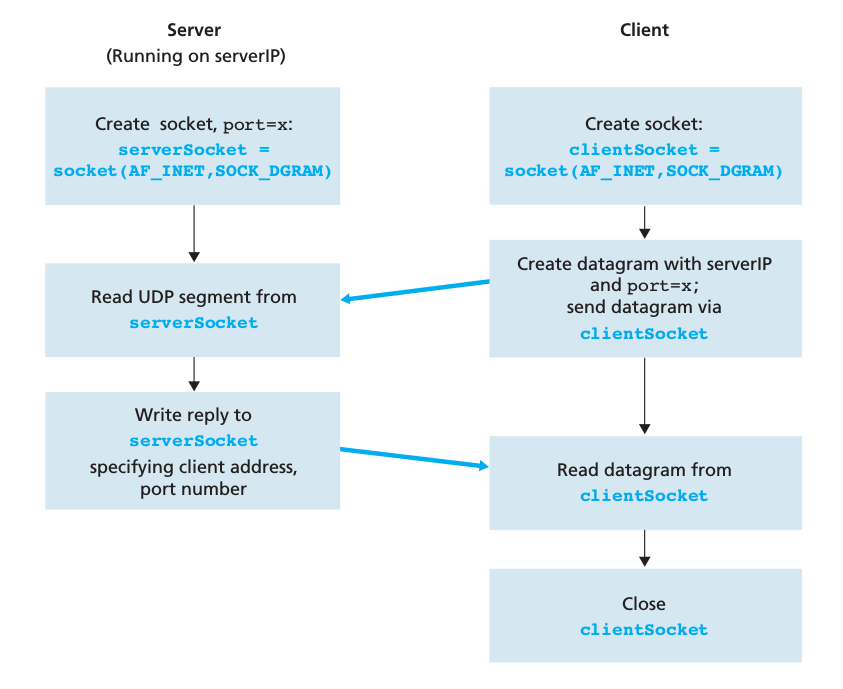 Server
(Running on serverIP)
Create socket, port=x:
serverSocket =
socket(AF_INET,SOCK_DGRAM)
Read UDP segment from
serverSocket
Write reply to
serverSocket
specifying client address,
port number
Client
Create socket:
clientSocket =
socket(AF_INET,SOCK_DGRAM)
Create datagram with serverIP
and port=x;
send datagram via
clientSocket
Read datagram from
clientSocket
Close
clientSocket